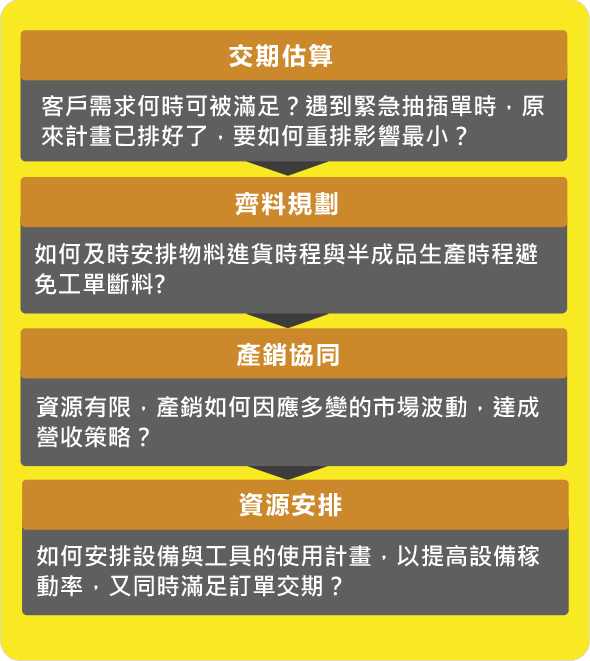 交期估算
客戶需求何時可被滿足？遇到緊急抽插單時，原
來計畫已排好了，要如何重排影響最小？
齊料規劃
如何及時安排物料進貨時程與半成品生產時程避
免工單斷料?
產銷協同
資源有限，產銷如何因應多變的市場波動，達成
營收策略？
資源安排
如何安排設備與工具的使用計畫，以提高設備稼
動率，又同時滿足訂單交期？